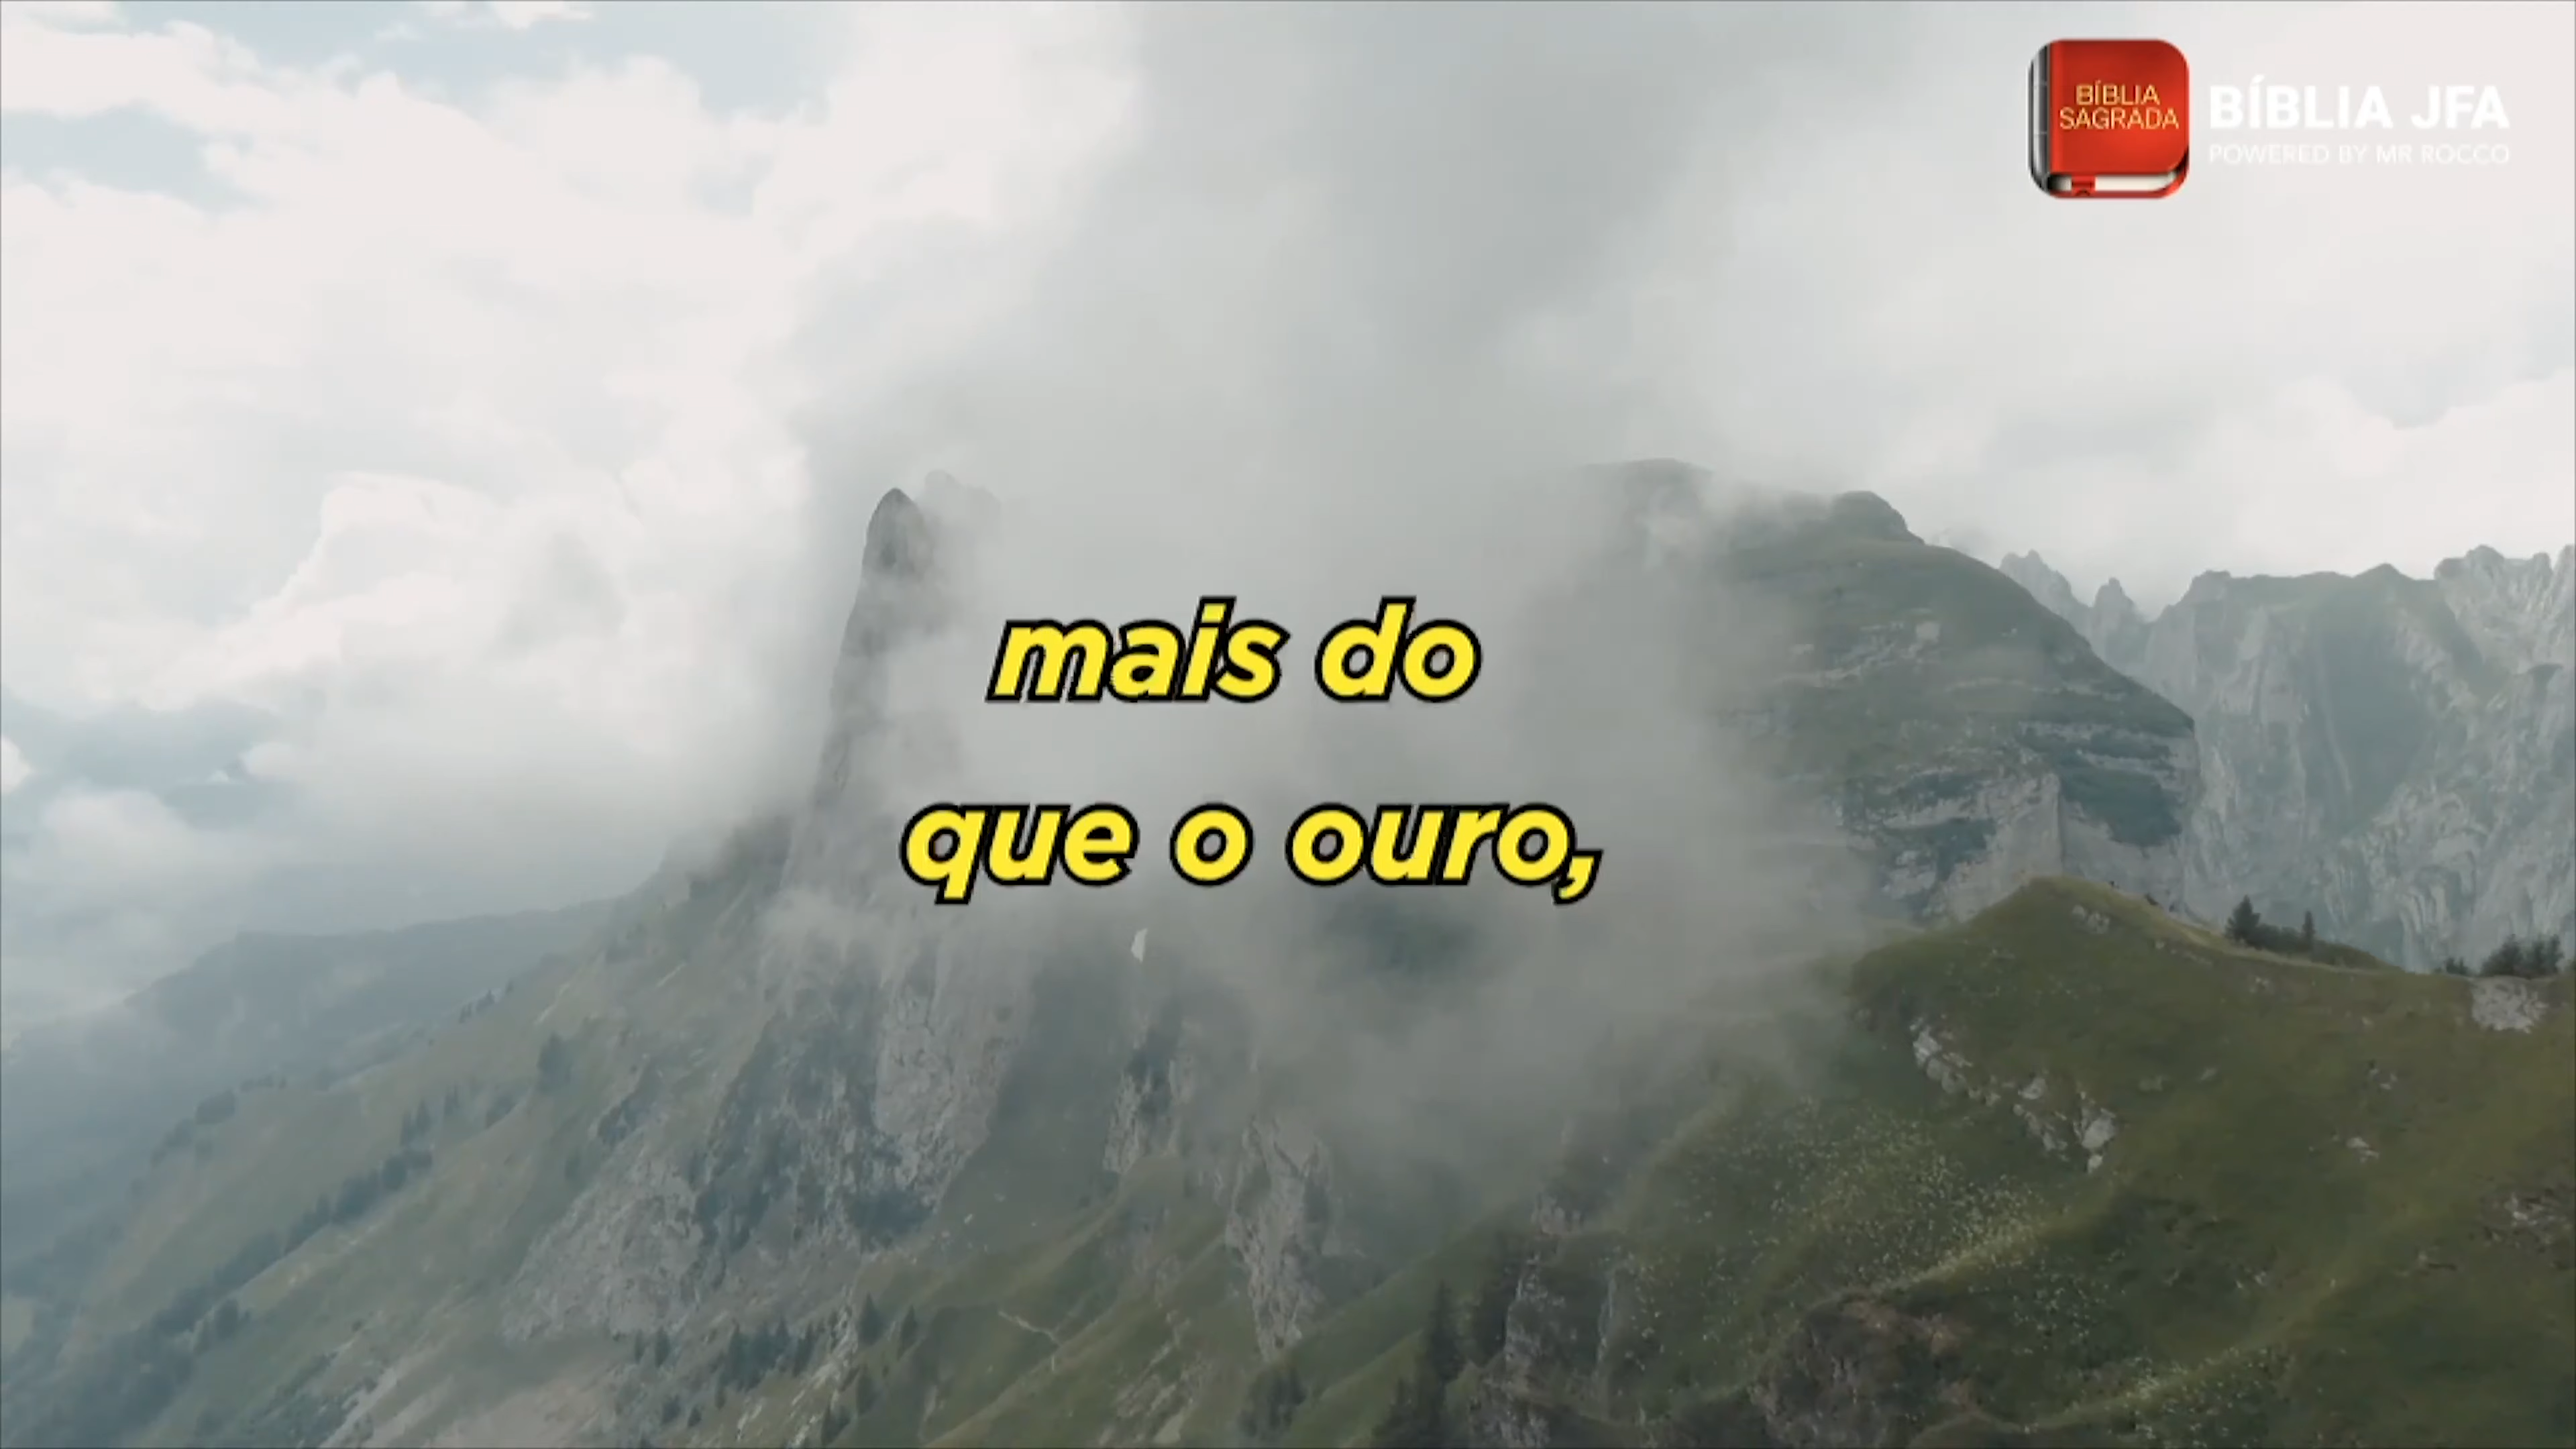 BÍBLIA
SAGRADA
BÍBLIA JFA
POWERED BY MR ROCCO
mais do
que o ouro,